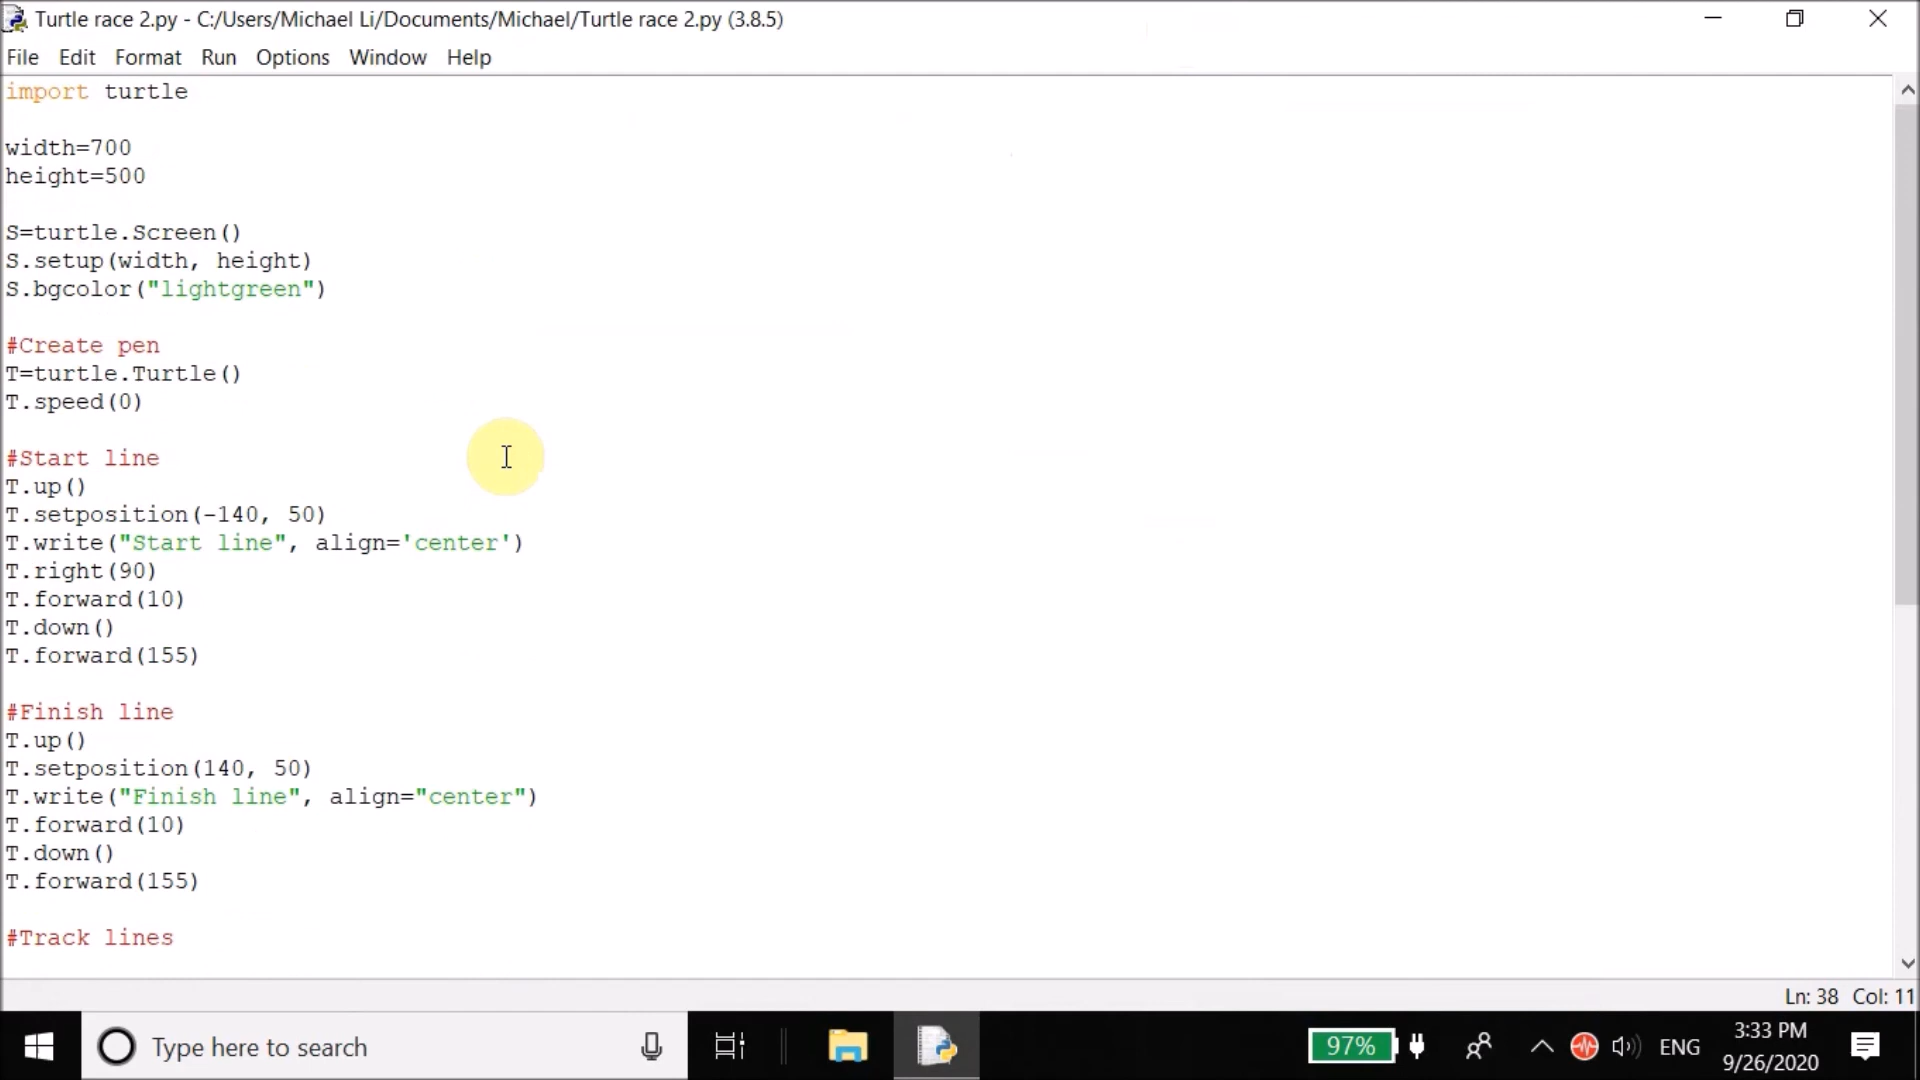 Turtle race 2.py - C:/Users/Michael Li/Documents/Michael/Turtle race 2.py (3.8.5)
File Edit Format Run Options Window Help
import turtle
width=700
height=500
S=turtle.Screen()
S.setup(width, height)
S.bgcolor("lightgreen")
#Create pen
T=turtle.Turtle()
T.speed(0)
#Start line
T.up()
T.setposition(-140, 50)
T.write("Start line", align='center')
T.right(90)
T.forward(10)
T.down()
T.forward(155)
#Finish line
T.up()
T.setposition(140, 50)
T.write("Finish line", align="center")
T.forward(10)
T.down()
T.forward(155)
#Track lines
Ln: 38 Col: 11
Type here to search
97%
ENG
3:33 PM
9/26/2020